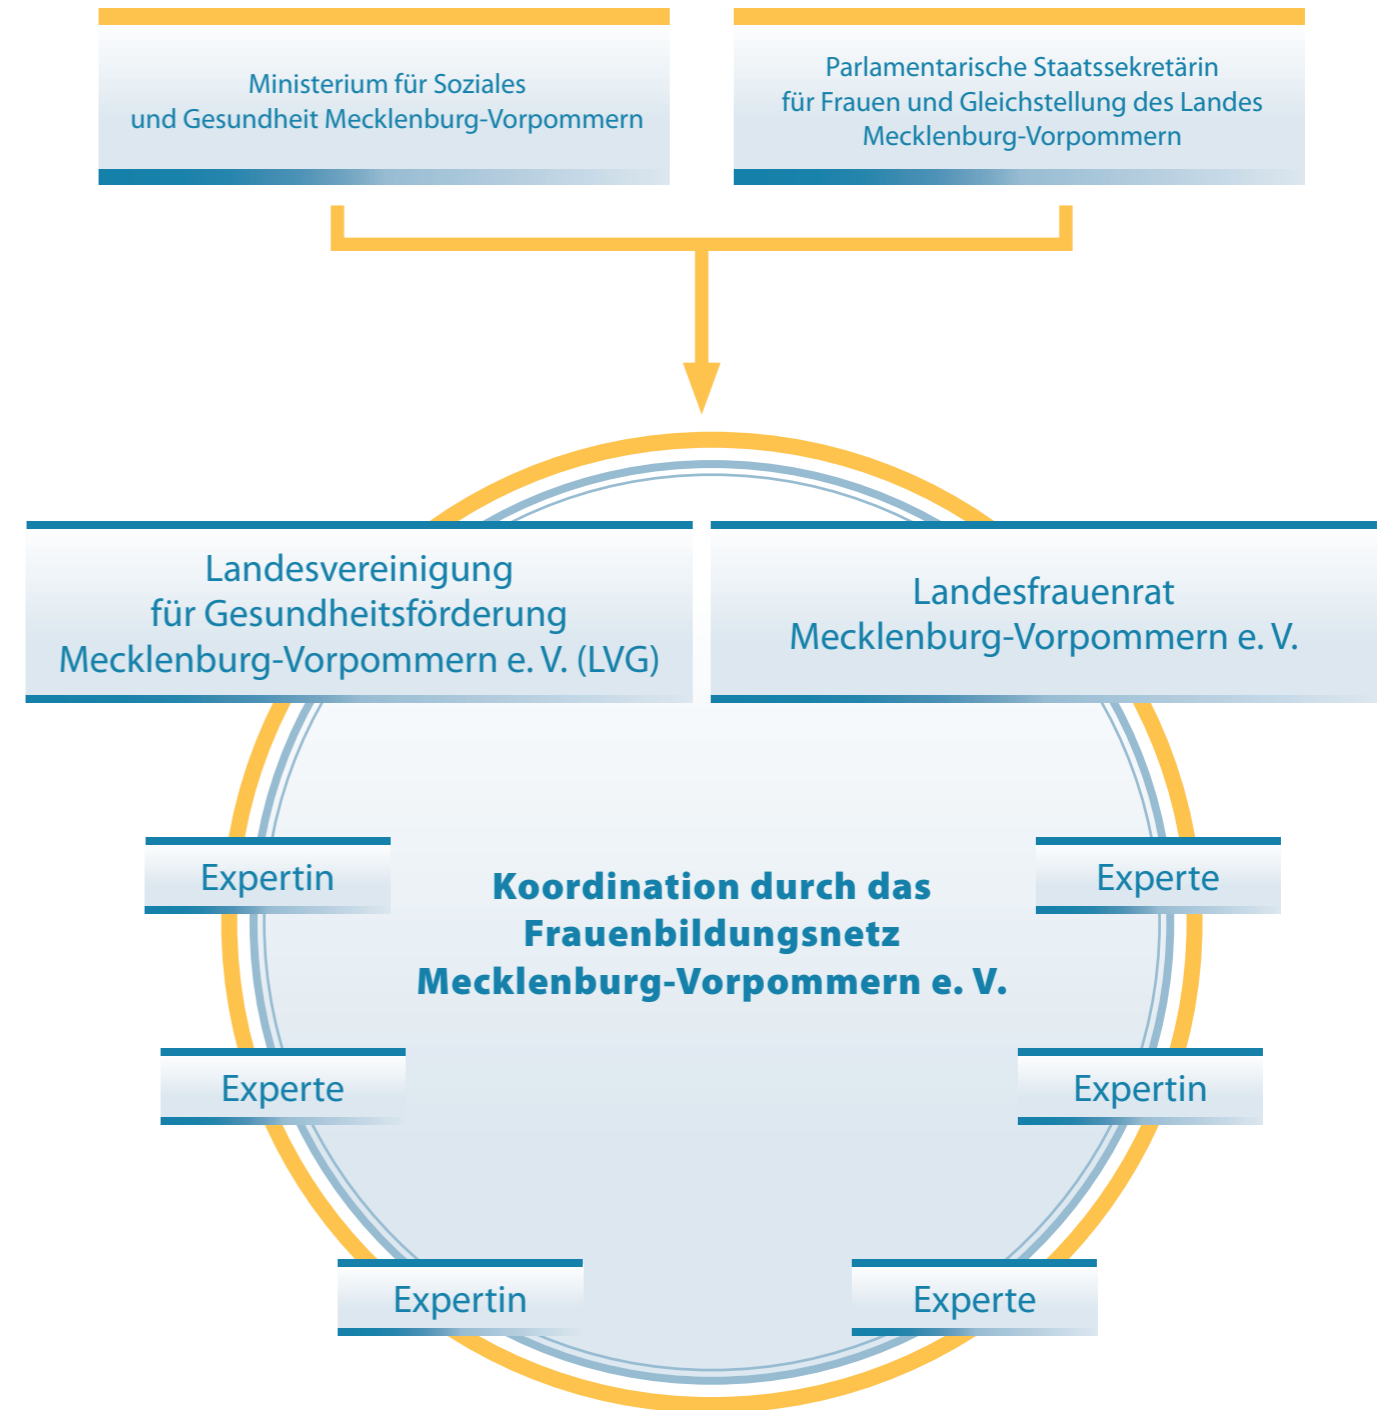 Ministerium für Soziales
und Gesundheit Mecklenburg-Vorpommern
Parlamentarische Staatssekretärin
für Frauen und Gleichstellung des Landes
Mecklenburg-Vorpommern
Landesvereinigung
für Gesundheitsförderung
Mecklenburg-Vorpommern e. V. (LVG)
Landesfrauenrat
Mecklenburg-Vorpommern e. V.
Expertin
Koordination durch das
Frauenbildungsnetz
Mecklenburg-Vorpommern e. V.
Experte
Experte
Expertin
Expertin
Experte